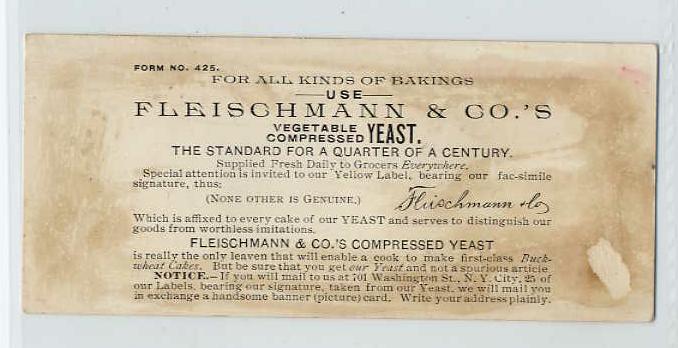 FORM NO. 425.
FOR ALL KINDS OF BAKINGS
USE
FLEISCHMANN & CO.'S
VEGETABLE
COMPRESSED YEAST.
THE STANDARD FOR A QUARTER OF A CENTURY.
Supplied Fresh Daily to Grocers Everywhere.
Special attention is invited to our Yellow Label, bearing our fac-simile
signature, thus:
(NONE OTHER IS GENUINE.) Fleischmann & Co
Which is affixed to every cake of our YEAST and serves to distinguish our
goods from worthless imitations.
FLEISCHMANN & CO.'S COMPRESSED YEAST
is really the only leaven that will enable a cook to make first-class Buck-
wheat Cakes. But be sure that you get our Yeast and not a spurious article
NOTICE.—If you will mail to us at 701 Washington St., N. Y. City, 25 of
our Labels, bearing our signature, taken from our Yeast, we will mail you
in exchange a handsome banner (picture) card. Write your address plainly.